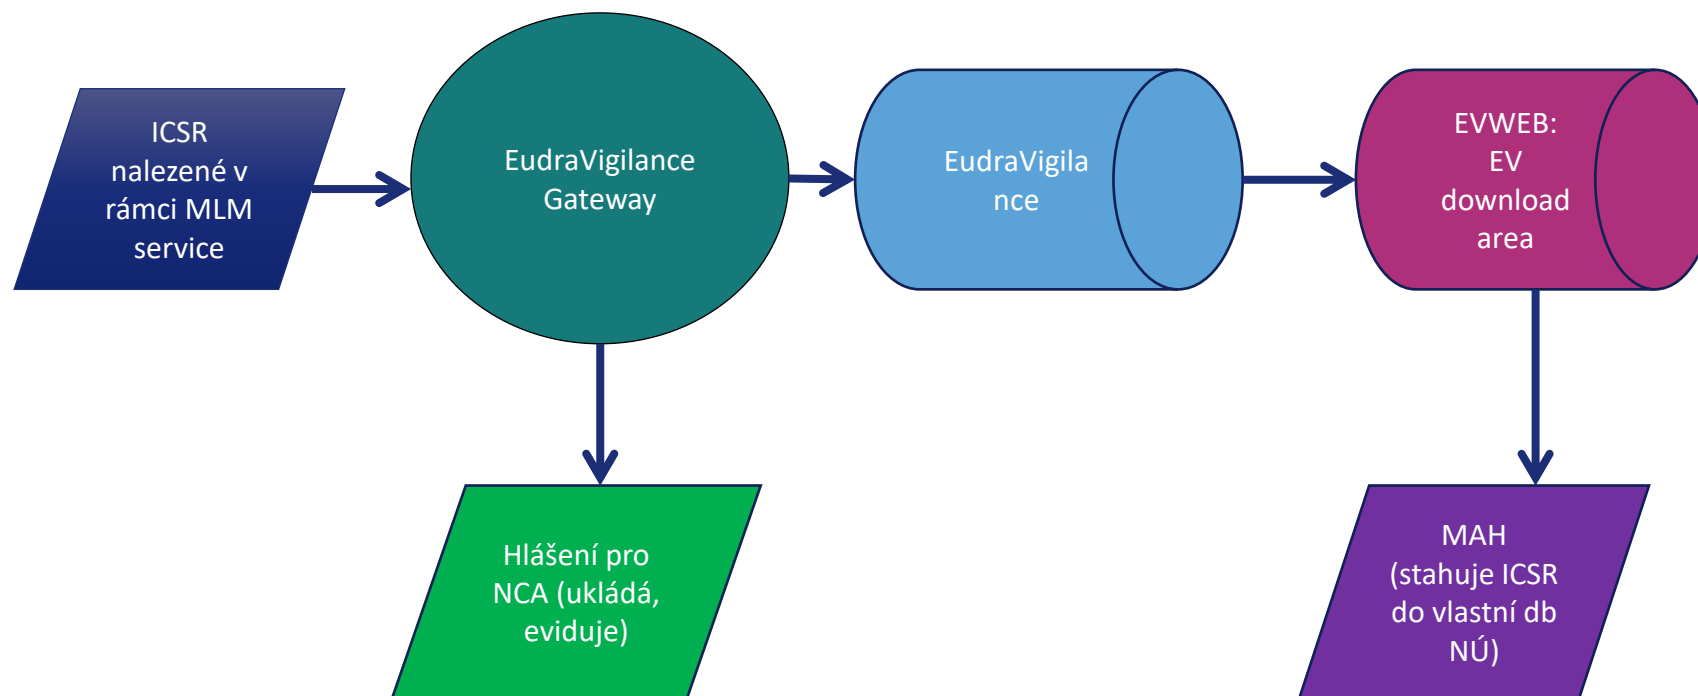 ICSR
nalezené v
rámci MLM
service
EudraVigilance
Gateway
EudraVigila
nce
EVWEB:
EV
download
area
Hlášení pro
NCA (ukládá,
eviduje)
MAH
(stahuje ICSR
do vlastní db
NÚ)